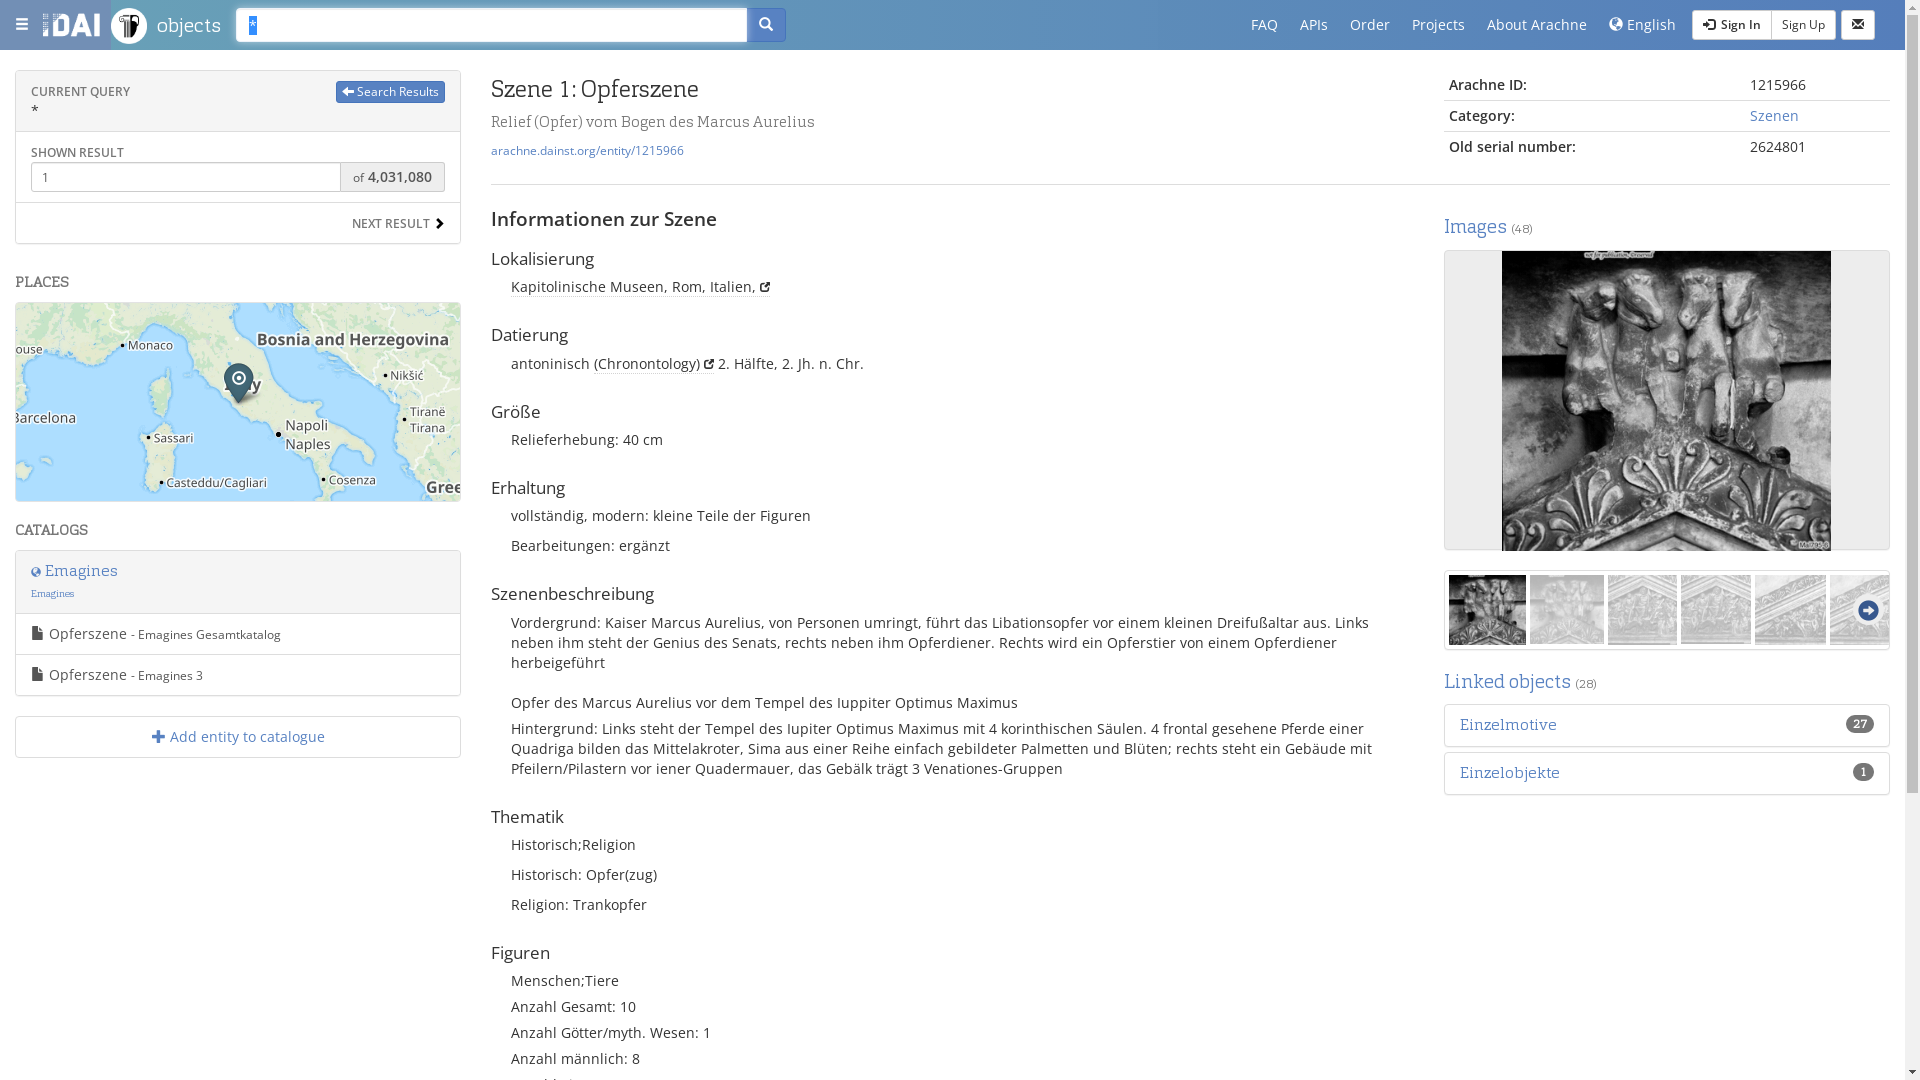 iDAI objects *
FAQ APIs Order Projects About Arachne English Sign In Sign Up
CURRENT QUERY
Search Results
*
SHOWN RESULT
1 of 4,031,080
NEXT RESULT
PLACES
Bosnia and Herzegovina
Monaco
ouse
Nikšić
Barcelona
Tiranë
Tirana
Sassari
Napoli
Naples
Casteddu/Cagliari
Cosenza
Gree
CATALOGS
Emagines
Emagines
Opferszene - Emagines Gesamtkatalog
Opferszene - Emagines 3
Add entity to catalogue
Szene 1: Opferszene
Relief (Opfer) vom Bogen des Marcus Aurelius
arachne.dainst.org/entity/1215966
Informationen zur Szene
Lokalisierung
Kapitolinische Museen, Rom, Italien,
Datierung
antoninisch (Chronontology) 2. Hälfte, 2. Jh. n. Chr.
Größe
Relieferhebung: 40 cm
Erhaltung
vollständig, modern: kleine Teile der Figuren
Bearbeitungen: ergänzt
Szenenbeschreibung
Vordergrund: Kaiser Marcus Aurelius, von Personen umringt, führt das Libationsopfer vor einem kleinen Dreifußaltar aus. Links
neben ihm steht der Genius des Senats, rechts neben ihm Opferdiener. Rechts wird ein Opferstier von einem Opferdiener
herbeigeführt
Opfer des Marcus Aurelius vor dem Tempel des Iuppiter Optimus Maximus
Hintergrund: Links steht der Tempel des Iupiter Optimus Maximus mit 4 korinthischen Säulen. 4 frontal gesehene Pferde einer
Quadriga bilden das Mittelakroter, Sima aus einer Reihe einfach gebildeter Palmetten und Blüten; rechts steht ein Gebäude mit
Pfeilern/Pilastern vor iener Quadermauer, das Gebälk trägt 3 Venationes-Gruppen
Thematik
Historisch;Religion
Historisch: Opfer(zug)
Religion: Trankopfer
Figuren
Menschen;Tiere
Anzahl Gesamt: 10
Anzahl Götter/myth. Wesen: 1
Anzahl männlich: 8
Arachne ID: 1215966
Category: Szenen
Old serial number: 2624801
Images (48)
Linked objects (28)
Einzelmotive 27
Einzelobjekte 1